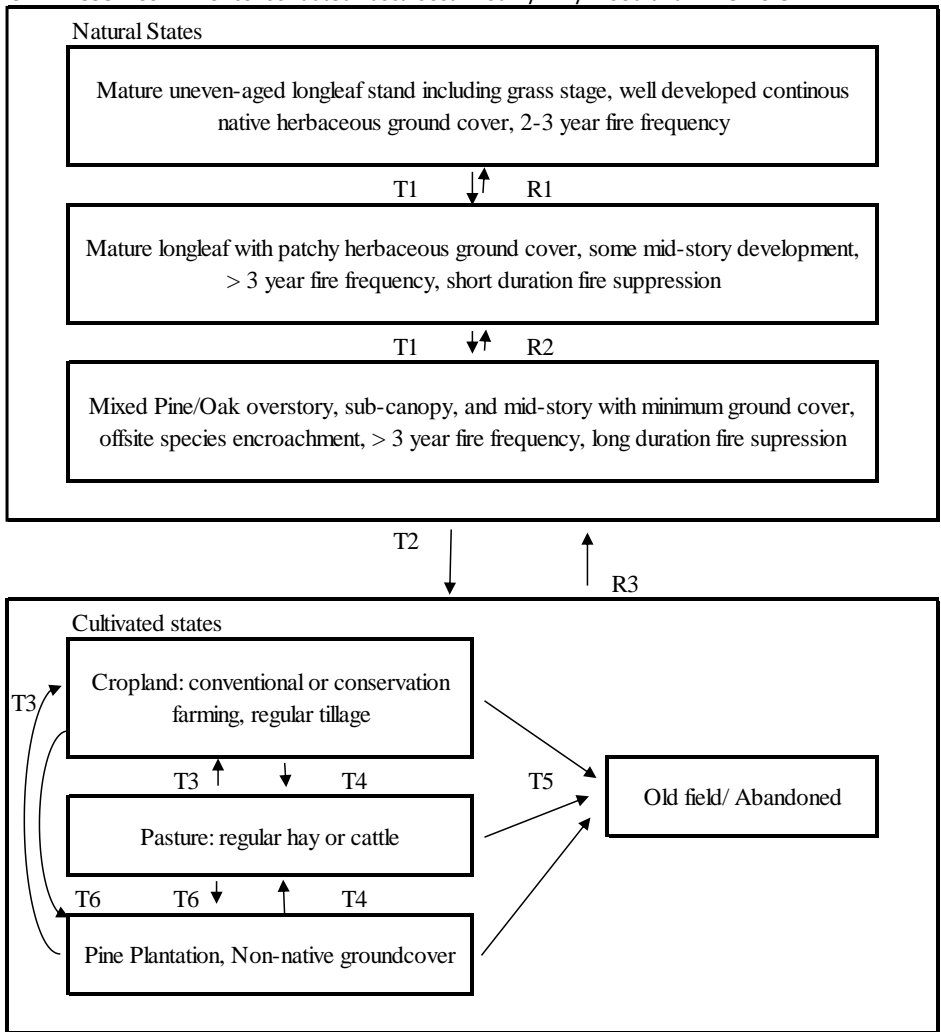 Natural States
Mature uneven-aged longleaf stand including grass stage, well developed continous
native herbaceous ground cover, 2-3 year fire frequency
T1 R1
Mature longleaf with patchy herbaceous ground cover, some mid-story development,
> 3 year fire frequency, short duration fire suppression
T1 R2
Mixed Pine/Oak overstory, sub-canopy, and mid-story with minimum ground cover,
offsite species encroachment, > 3 year fire frequency, long duration fire supression
T2
R3
Cultivated states
Cropland: conventional or conservation
farming, regular tillage
T3
T3 T4
T5
Old field/ Abandoned
Pasture: regular hay or cattle
T6 T6 T4
Pine Plantation, Non-native groundcover